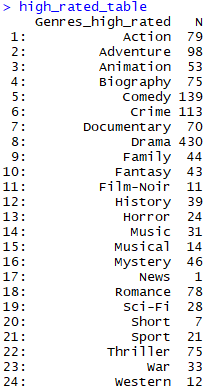 > high_rated_table
Genres_high_rated N
1: Action 79
2: Adventure 98
3: Animation 53
4: Biography 75
5: Comedy 139
6: Crime 113
7: Documentary 70
8: Drama 430
9: Family 44
10: Fantasy 43
11: Film-Noir 11
12: History 39
13: Horror 24
14: Music 31
15: Musical 14
16: Mystery 46
17: News 1
18: Romance 78
19: Sci-Fi 28
20: Short 7
21: Sport 21
22: Thriller 75
23: War 33
24: Western 12